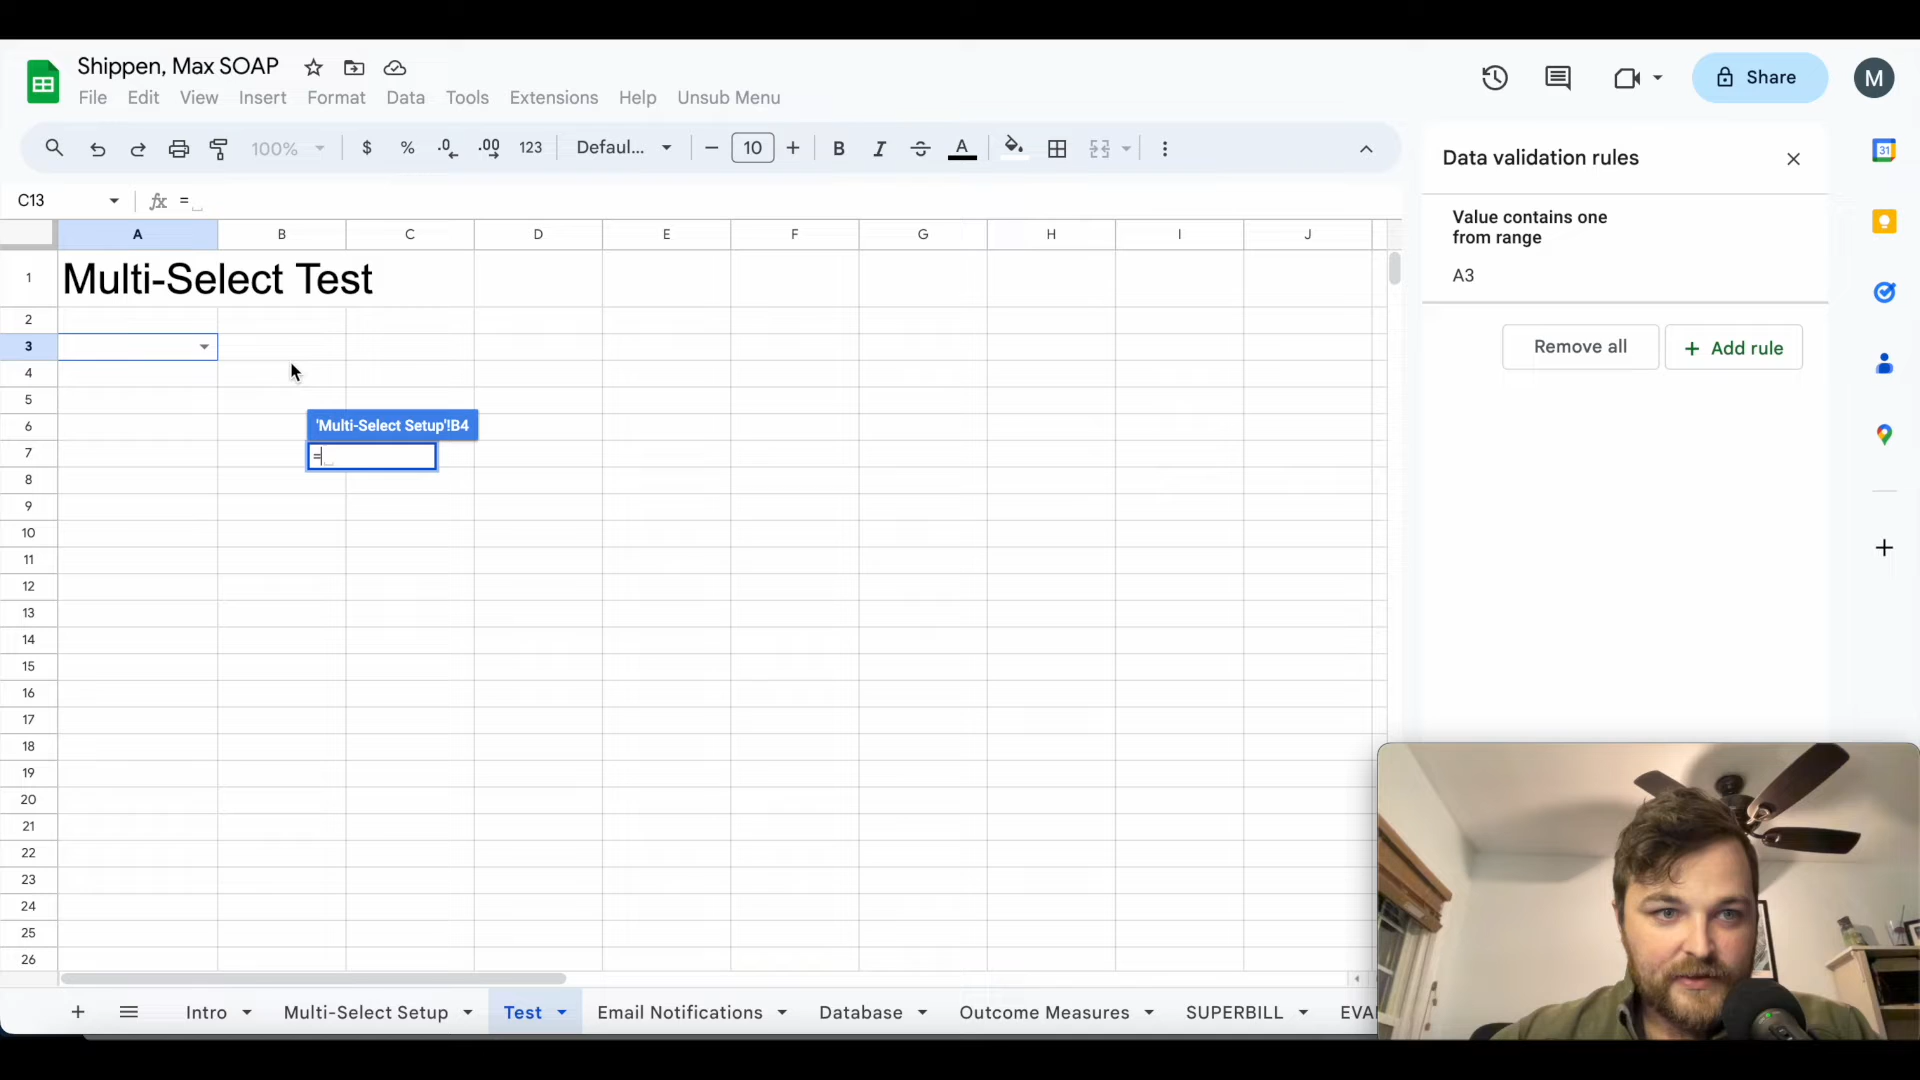 Shippen, Max SOAP
File Edit View Insert Format Data Tools Extensions Help Unsub Menu
Share
M
100% $ % .0 .00 123 Defaul... 10 B I S A
C13 fx =
Data validation rules
Value contains one
from range
A3
Remove all
Add rule
31
A B C D E F G H I J
1 Multi-Select Test
2
3
4
5
6 'Multi-Select Setup'!B4
7 =
8
9
10
11
12
13
14
15
16
17
18
19
20
21
22
23
24
25
26
Intro Multi-Select Setup Test Email Notifications Database Outcome Measures SUPERBILL EVA